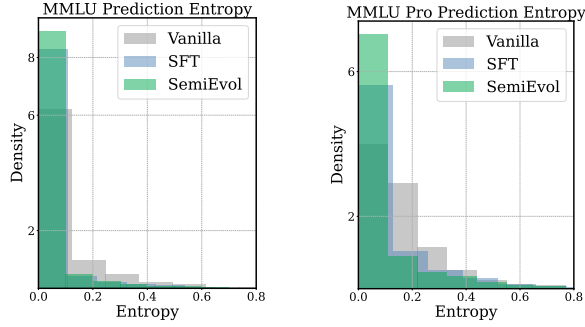 MMLU Prediction Entropy
Vanilla
SFT
SemiEvol
8
6
2
Density
0.0 0.2 0.4 0.6 0.8
Entropy
MMLU Pro Prediction Entropy
Vanilla
SFT
SemiEvol
6
2
Density
0.0 0.2 0.4 0.6 0.8
Entropy